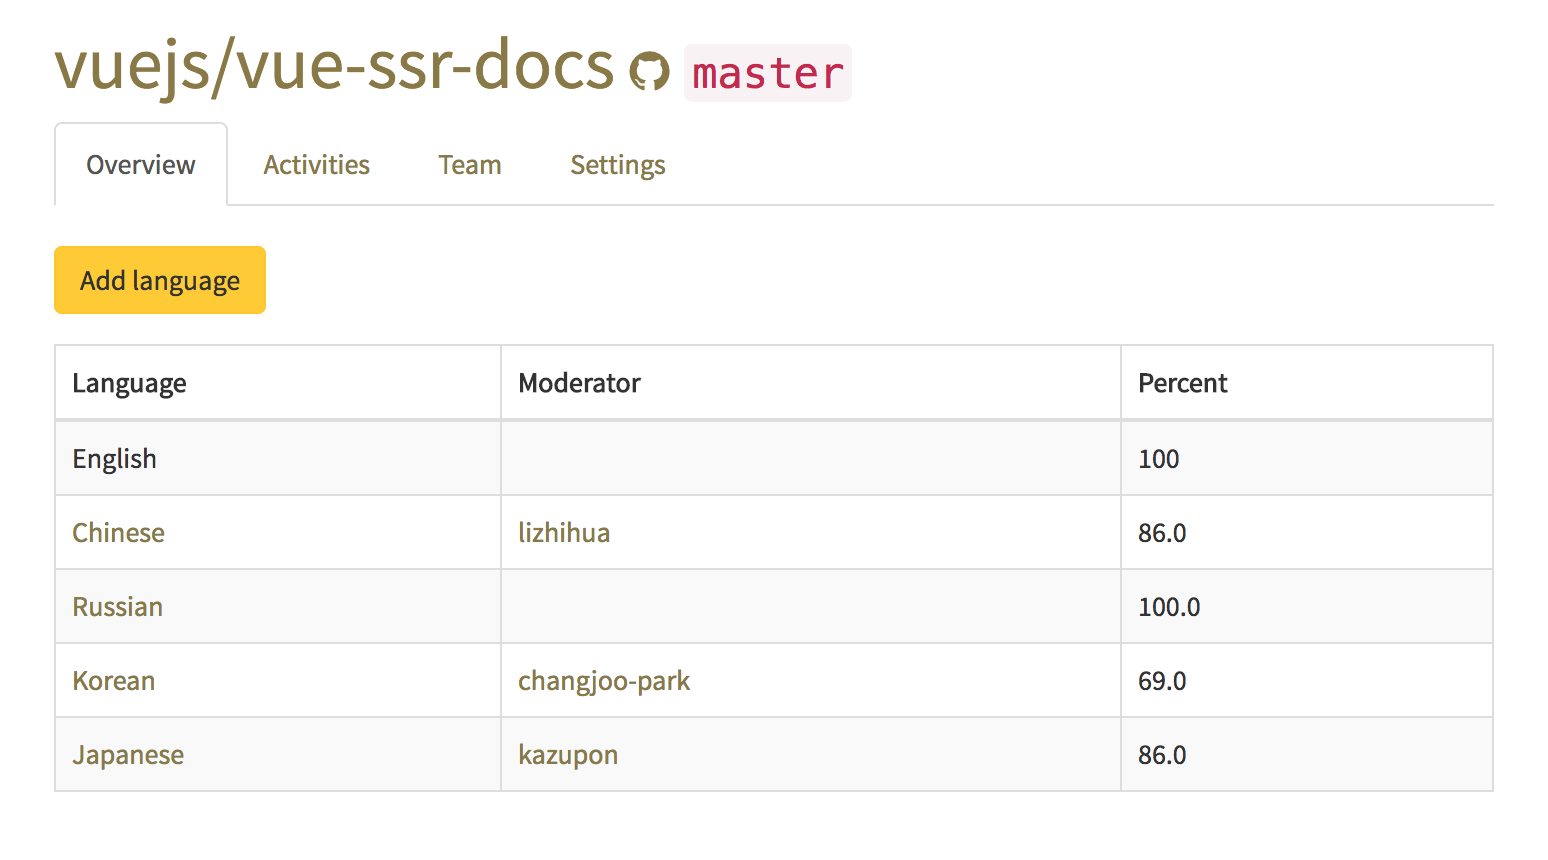 vuejs/vue-ssr-docs master
Overview Activities Team Settings
Add language
Language Moderator Percent
English 100
Chinese lizhihua 86.0
Russian 100.0
Korean changjoo-park 69.0
Japanese kazupon 86.0